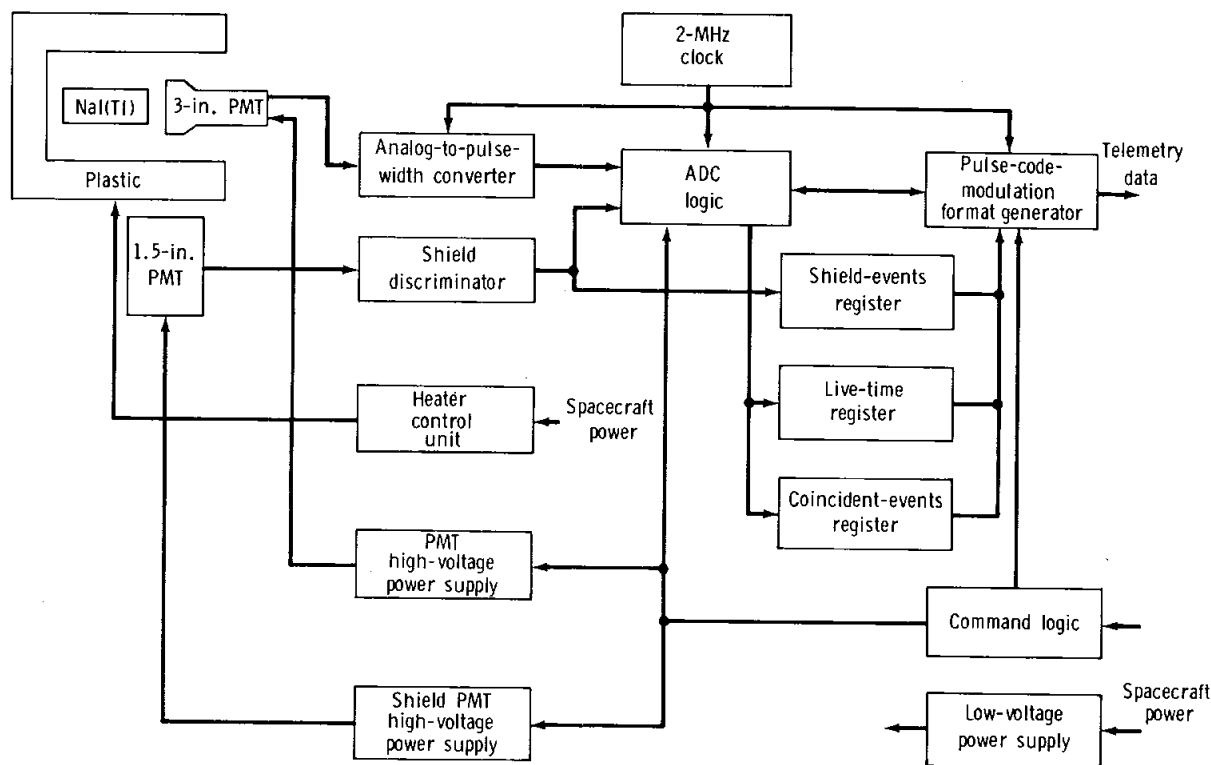 2-MHz
clock
NaI(Tl)
3-in. PMT
Plastic
Analog-to-pulse-
width converter
ADC
logic
Pulse-code-
modulation
format generator
Telemetry
data
1.5-in.
PMT
Shield
discriminator
Shield-events
register
Heater
control
unit
Spacecraft
power
Live-time
register
Coincident-events
register
PMT
high-voltage
power supply
Command logic
Shield PMT
high-voltage
power supply
Low-voltage
power supply
Spacecraft
power